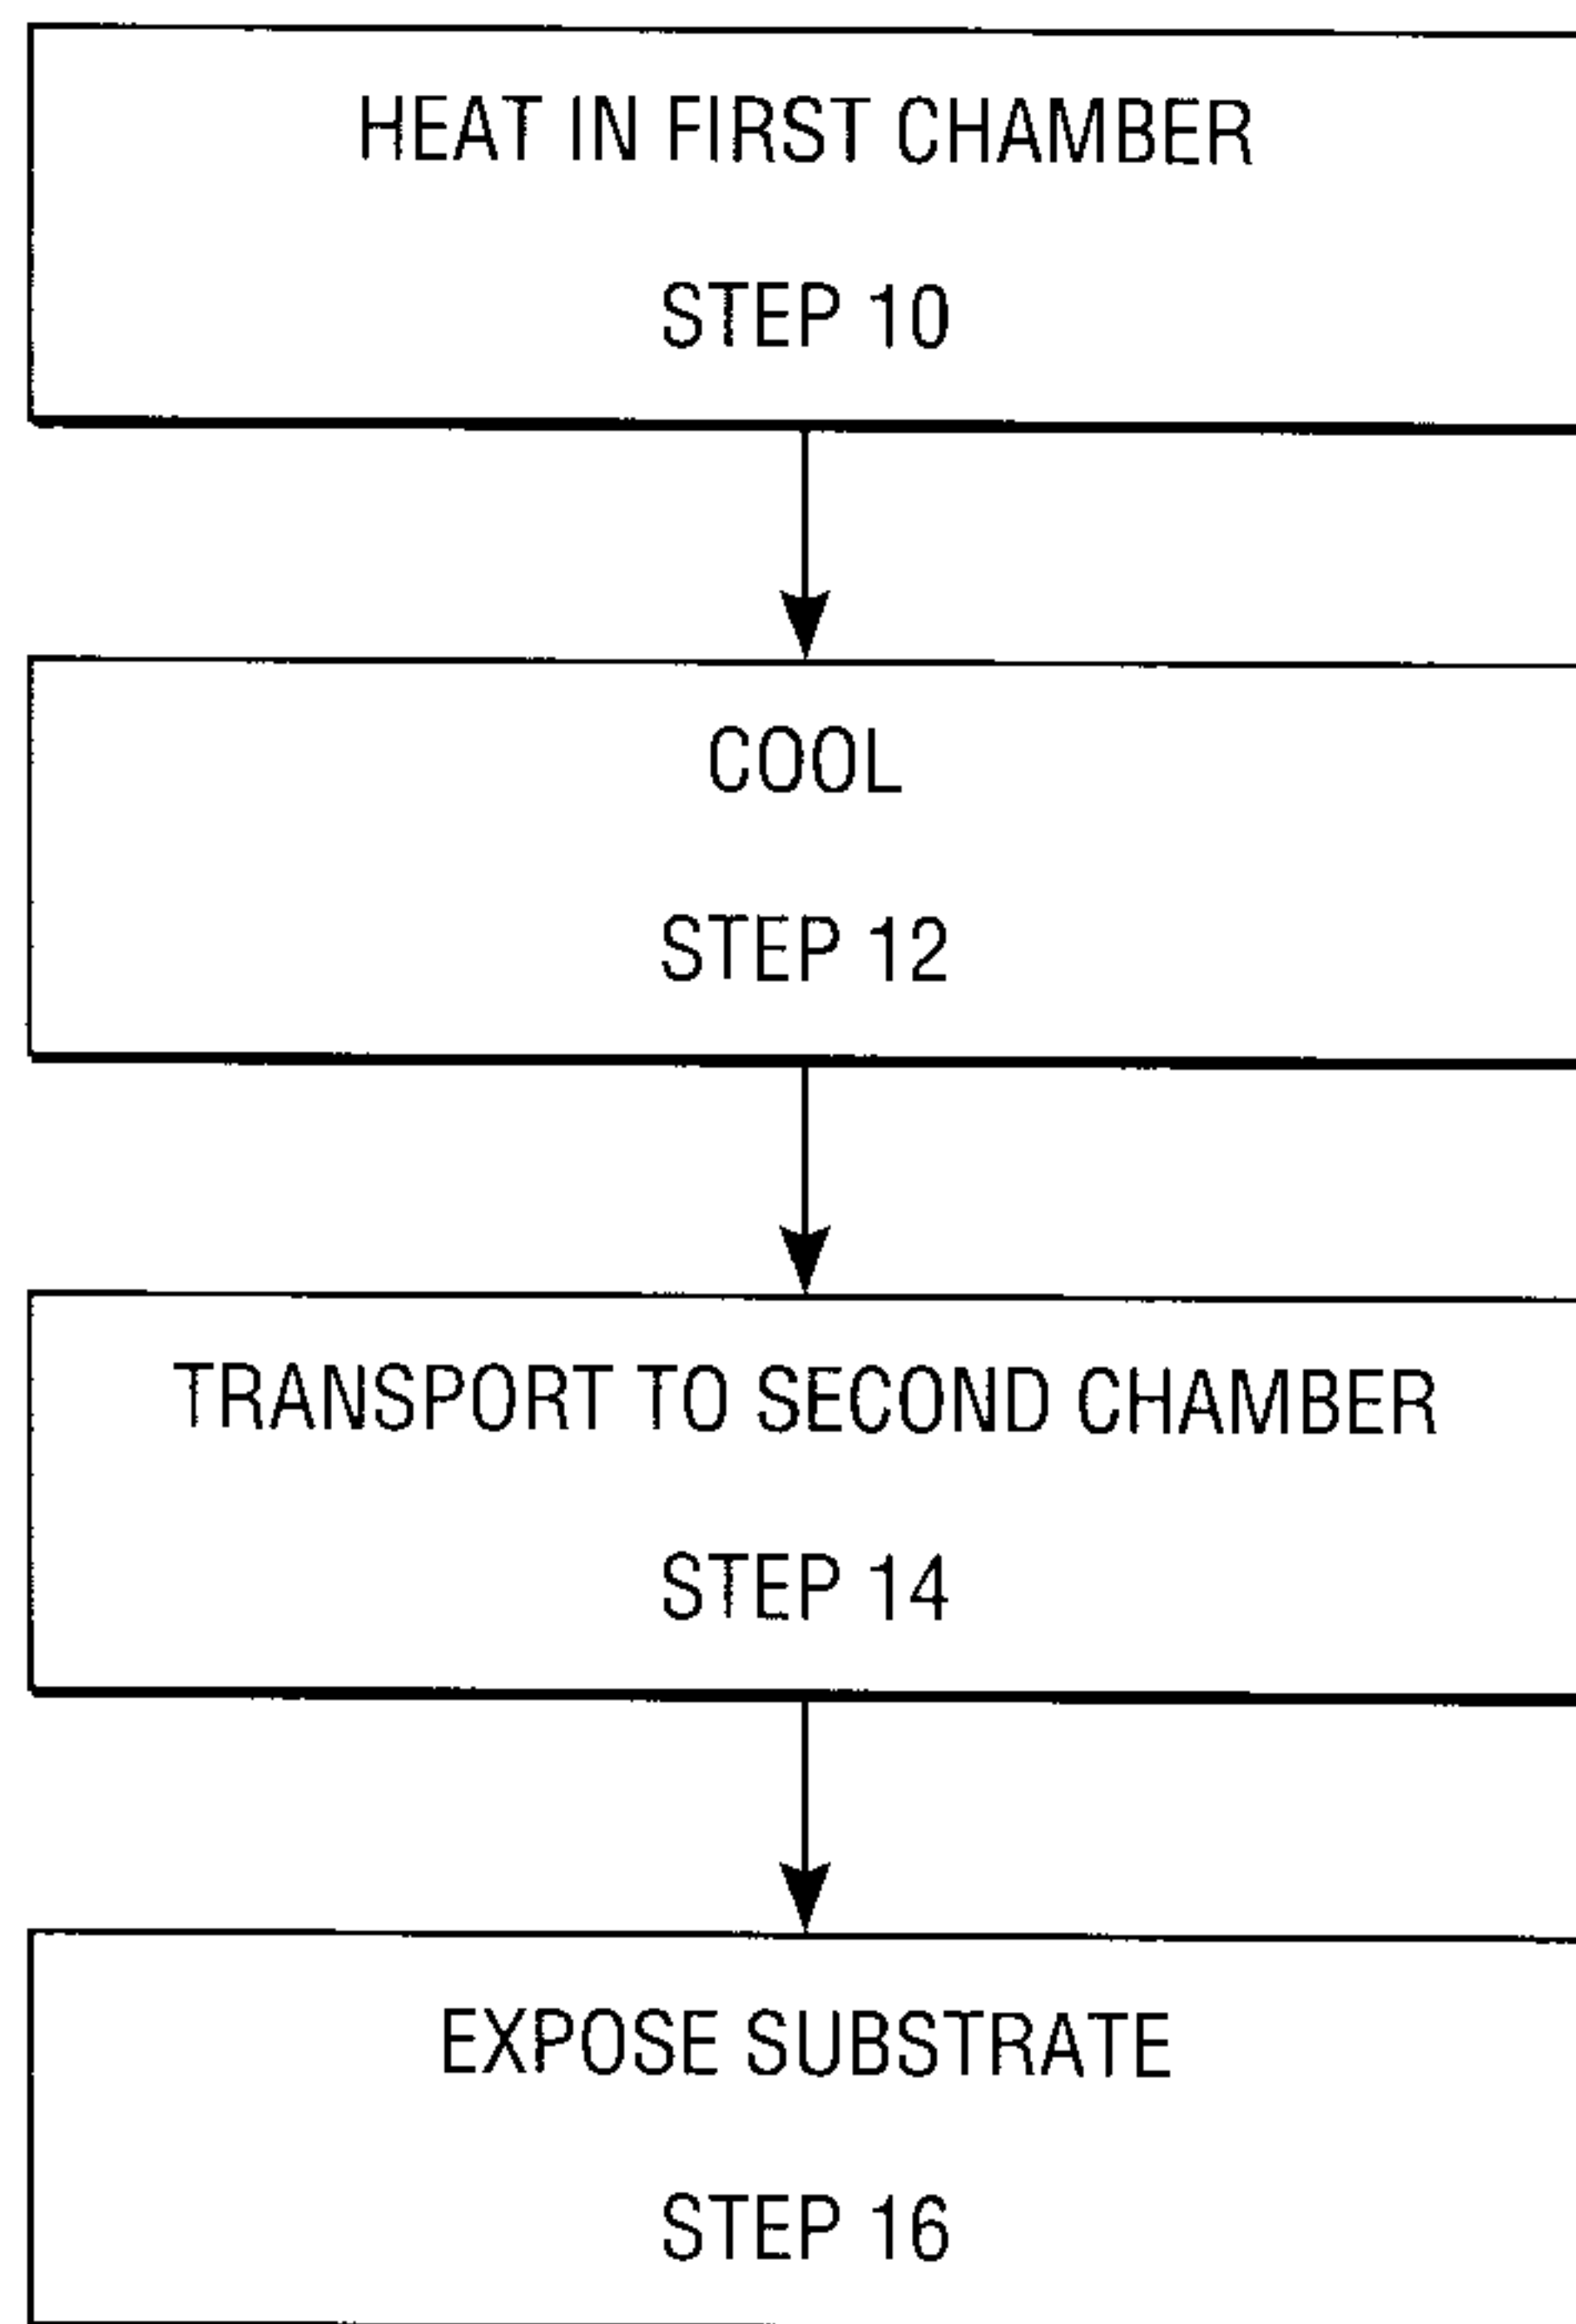 HEAT IN FIRST CHAMBER
STEP 10
COOL
STEP 12
TRANSPORT TO SECOND CHAMBER
STEP 14
EXPOSE SUBSTRATE
STEP 16